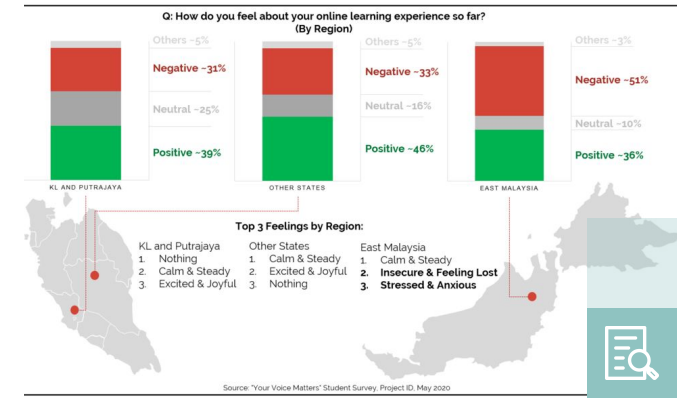 Q: How do you feel about your online learning experience so far?
(By Region)
Others ~5%
Negative ~31%
Neutral ~25%
Positive ~39%
KL AND PUTRAJAYA
Others ~5%
Negative ~33%
Neutral ~16%
Positive ~46%
OTHER STATES
Others ~3%
Negative ~51%
Neutral ~10%
Positive ~36%
EAST MALAYSIA
Top 3 Feelings by Region:
KL and Putrajaya
1. Nothing
2. Calm & Steady
3. Excited & Joyful
Other States
1. Calm & Steady
2. Excited & Joyful
3. Nothing
East Malaysia
1. Calm & Steady
2. Insecure & Feeling Lost
3. Stressed & Anxious
Source: "Your Voice Matters" Student Survey, Project ID, May 2020